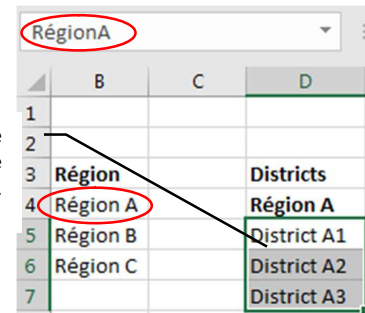 RégionA
B C D
1
2
3 Région Districts
4 Région A Région A
5 Région B District A1
6 Région C District A2
7 District A3